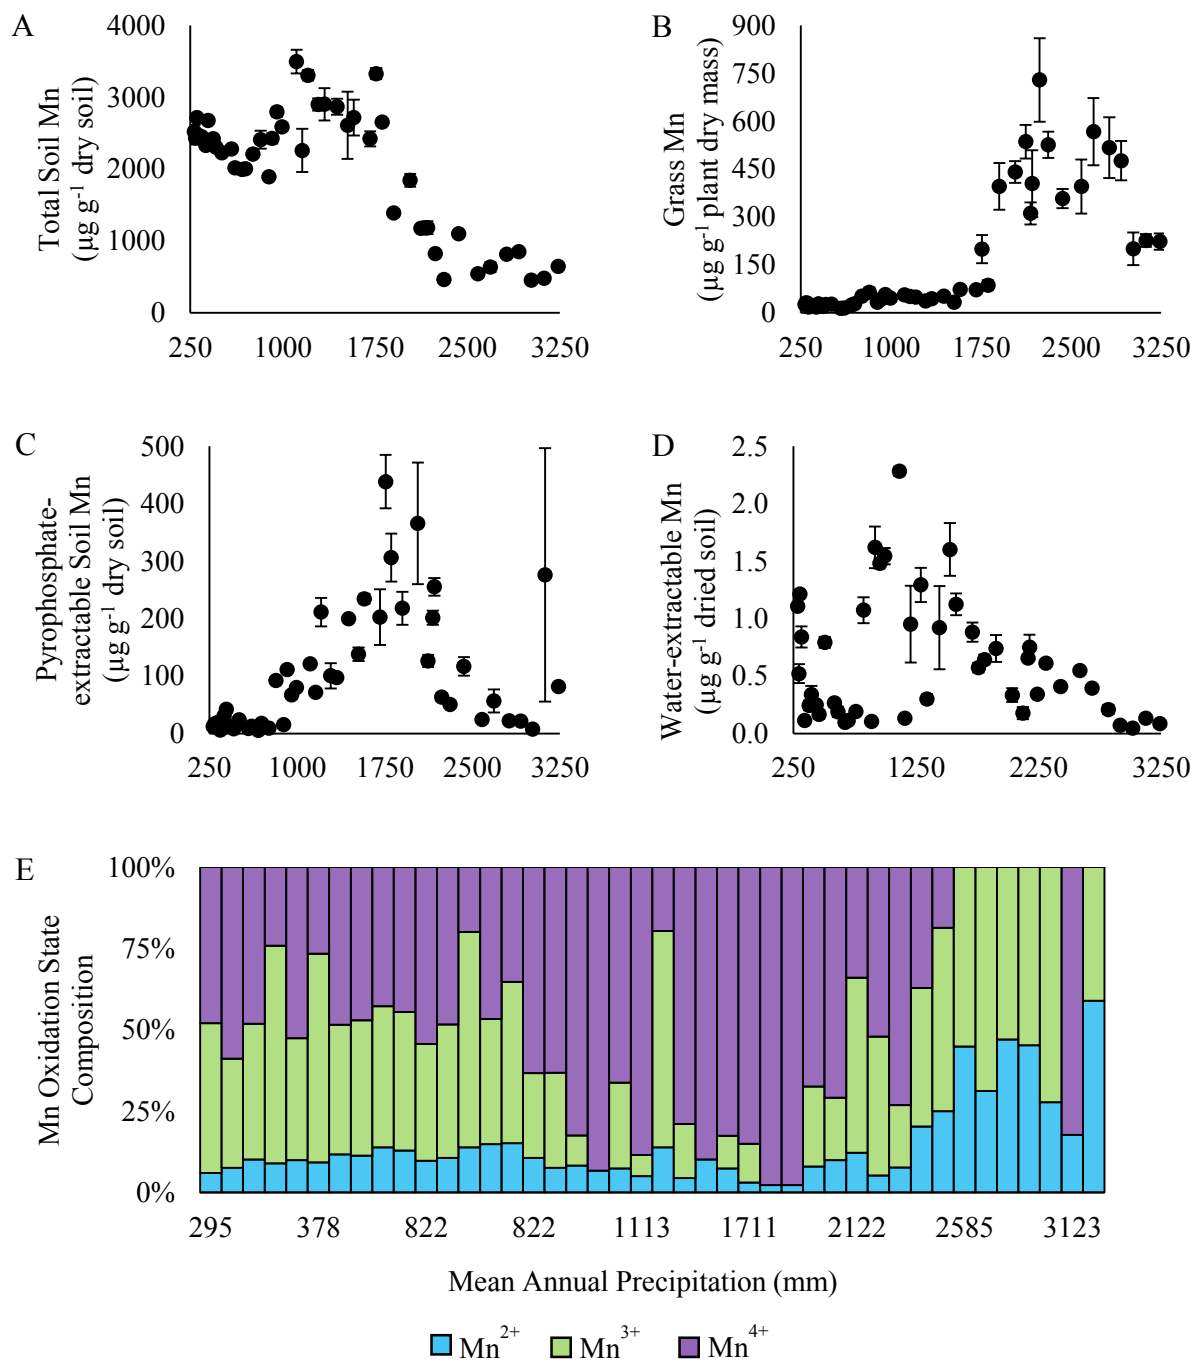 A
Total Soil Mn
(µg g⁻¹ dry soil)
4000
3000
2000
1000
0
250 1000 1750 2500 3250
B
Grass Mn
(µg g⁻¹ plant dry mass)
900
750
600
450
300
150
0
250 1000 1750 2500 3250
C
Pyrophosphate-
extractable Soil Mn
(µg g⁻¹ dry soil)
500
400
300
200
100
0
250 1000 1750 2500 3250
D
Water-extractable Mn
(µg g⁻¹ dried soil)
2.5
2.0
1.5
1.0
0.5
0.0
250 1250 2250 3250
E
Mn Oxidation State
Composition
100%
75%
50%
25%
0%
295 378 822 822 1113 1711 2122 2585 3123
Mean Annual Precipitation (mm)
Mn²⁺ Mn³⁺ Mn⁴⁺